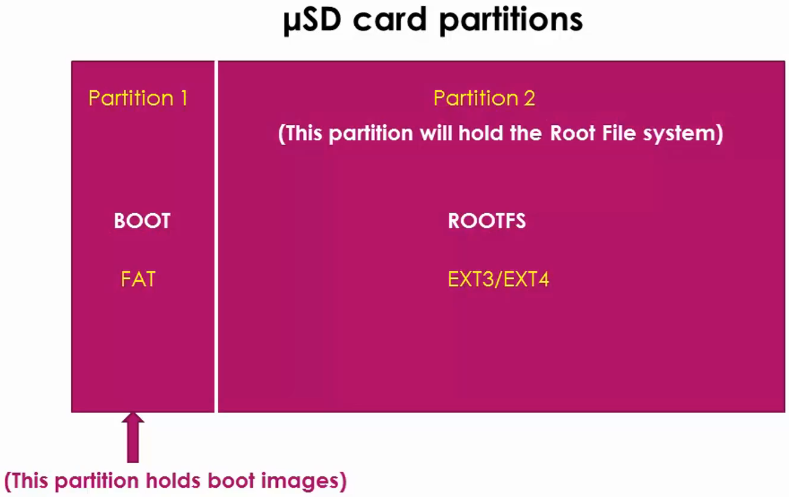 µSD card partitions
Partition 1
Partition 2
(This partition will hold the Root File system)
BOOT
ROOTFS
FAT
EXT3/EXT4
(This partition holds boot images)